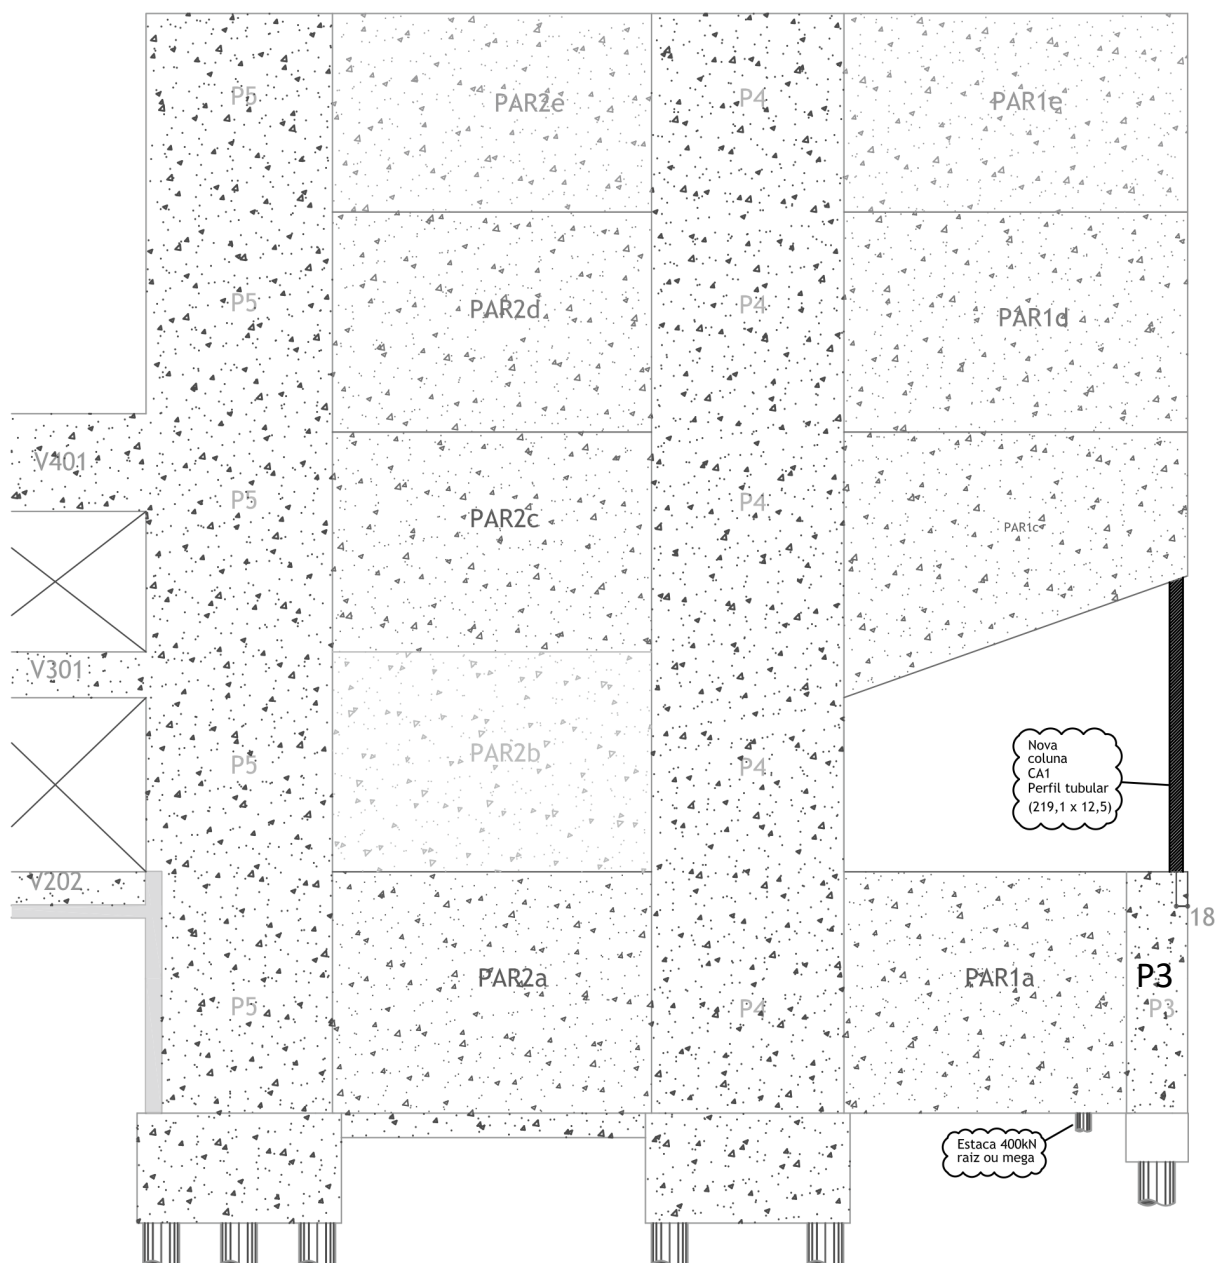 P5
PAR2e
P4
PAR1e
P5
PAR2d
P4
PAR1d
V401
P5
PAR2c
P4
PAR1c
V301
P5
PAR2b
P4
Nova
coluna
CA1
Perfil tubular
(219,1 x 12,5)
V202
18
P5
PAR2a
P4
PAR1a
P3
P3
Estaca 400kN
raiz ou mega